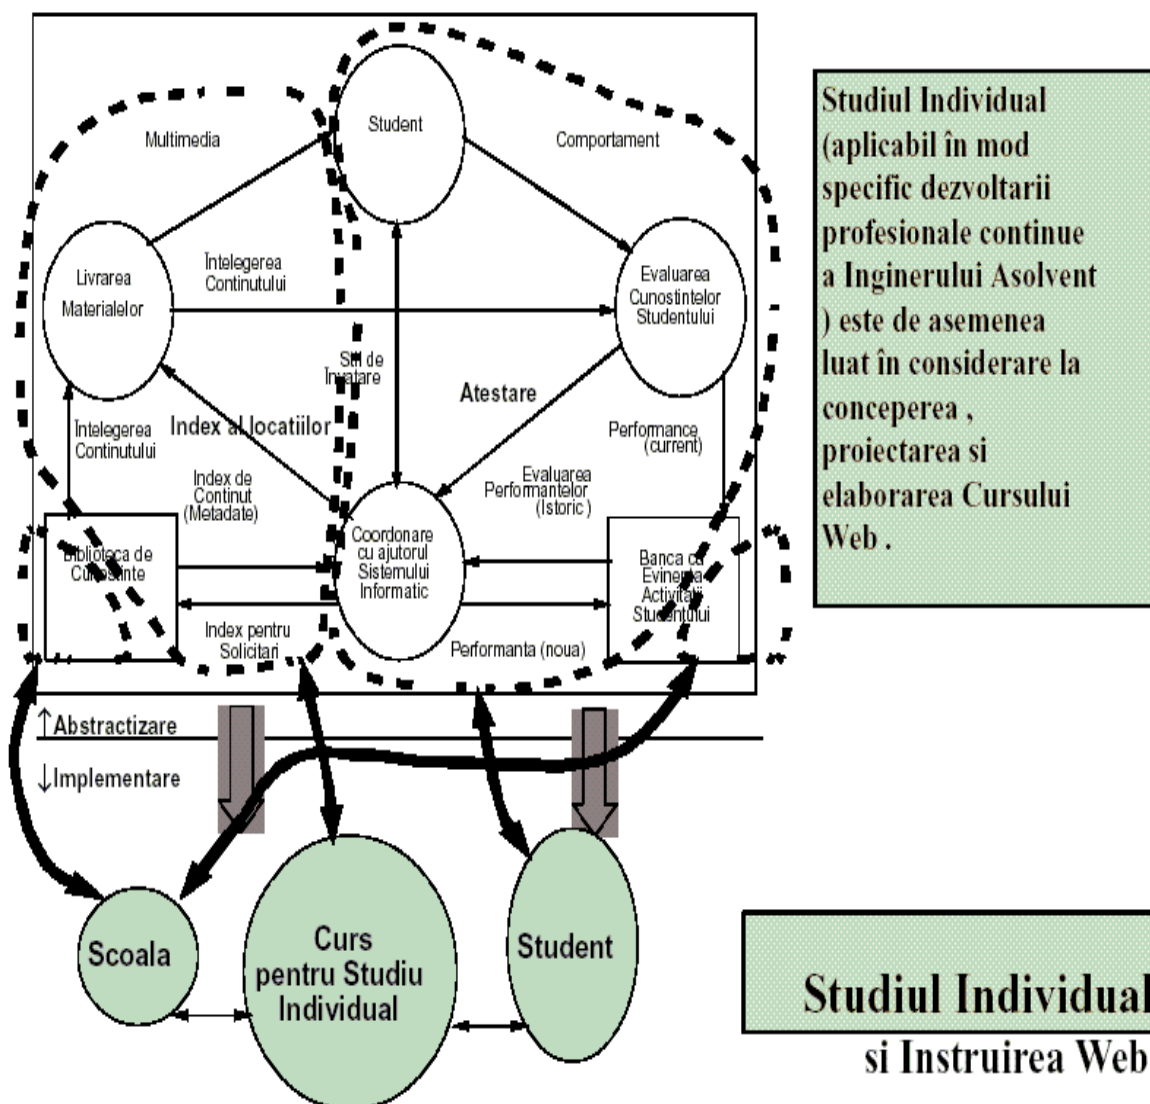 Student
Multimedia
Comportament
Livrarea
Materialelor
Întelegerea
Continutului
Evaluarea
Cunostintelor
Studentului
Stil de
Invatare
Atestare
Index al locatiilor
Întelegerea
Continutului
Performance
(current)
Index de
Continut
(Metadate)
Evaluarea
Performantelor
(Istoric)
Biblioteca de
Cunostinte
Coordonare
cu ajutorul
Sistemului
Informatic
Banca cu
Evinenta
Activitatii
Studentului
Index pentru
Solicitari
Performanta (noua)
↑Abstractizare
↓Implementare
Scoala
Curs
pentru Studiu
Individual
Student
Studiul Individual
(aplicabil în mod
specific dezvoltarii
profesionale continue
a Inginerului Asolvent
) este de asemenea
luat în considerare la
conceperea ,
proiectarea si
elaborarea Cursului
Web .
Studiul Individual
si Instruirea Web